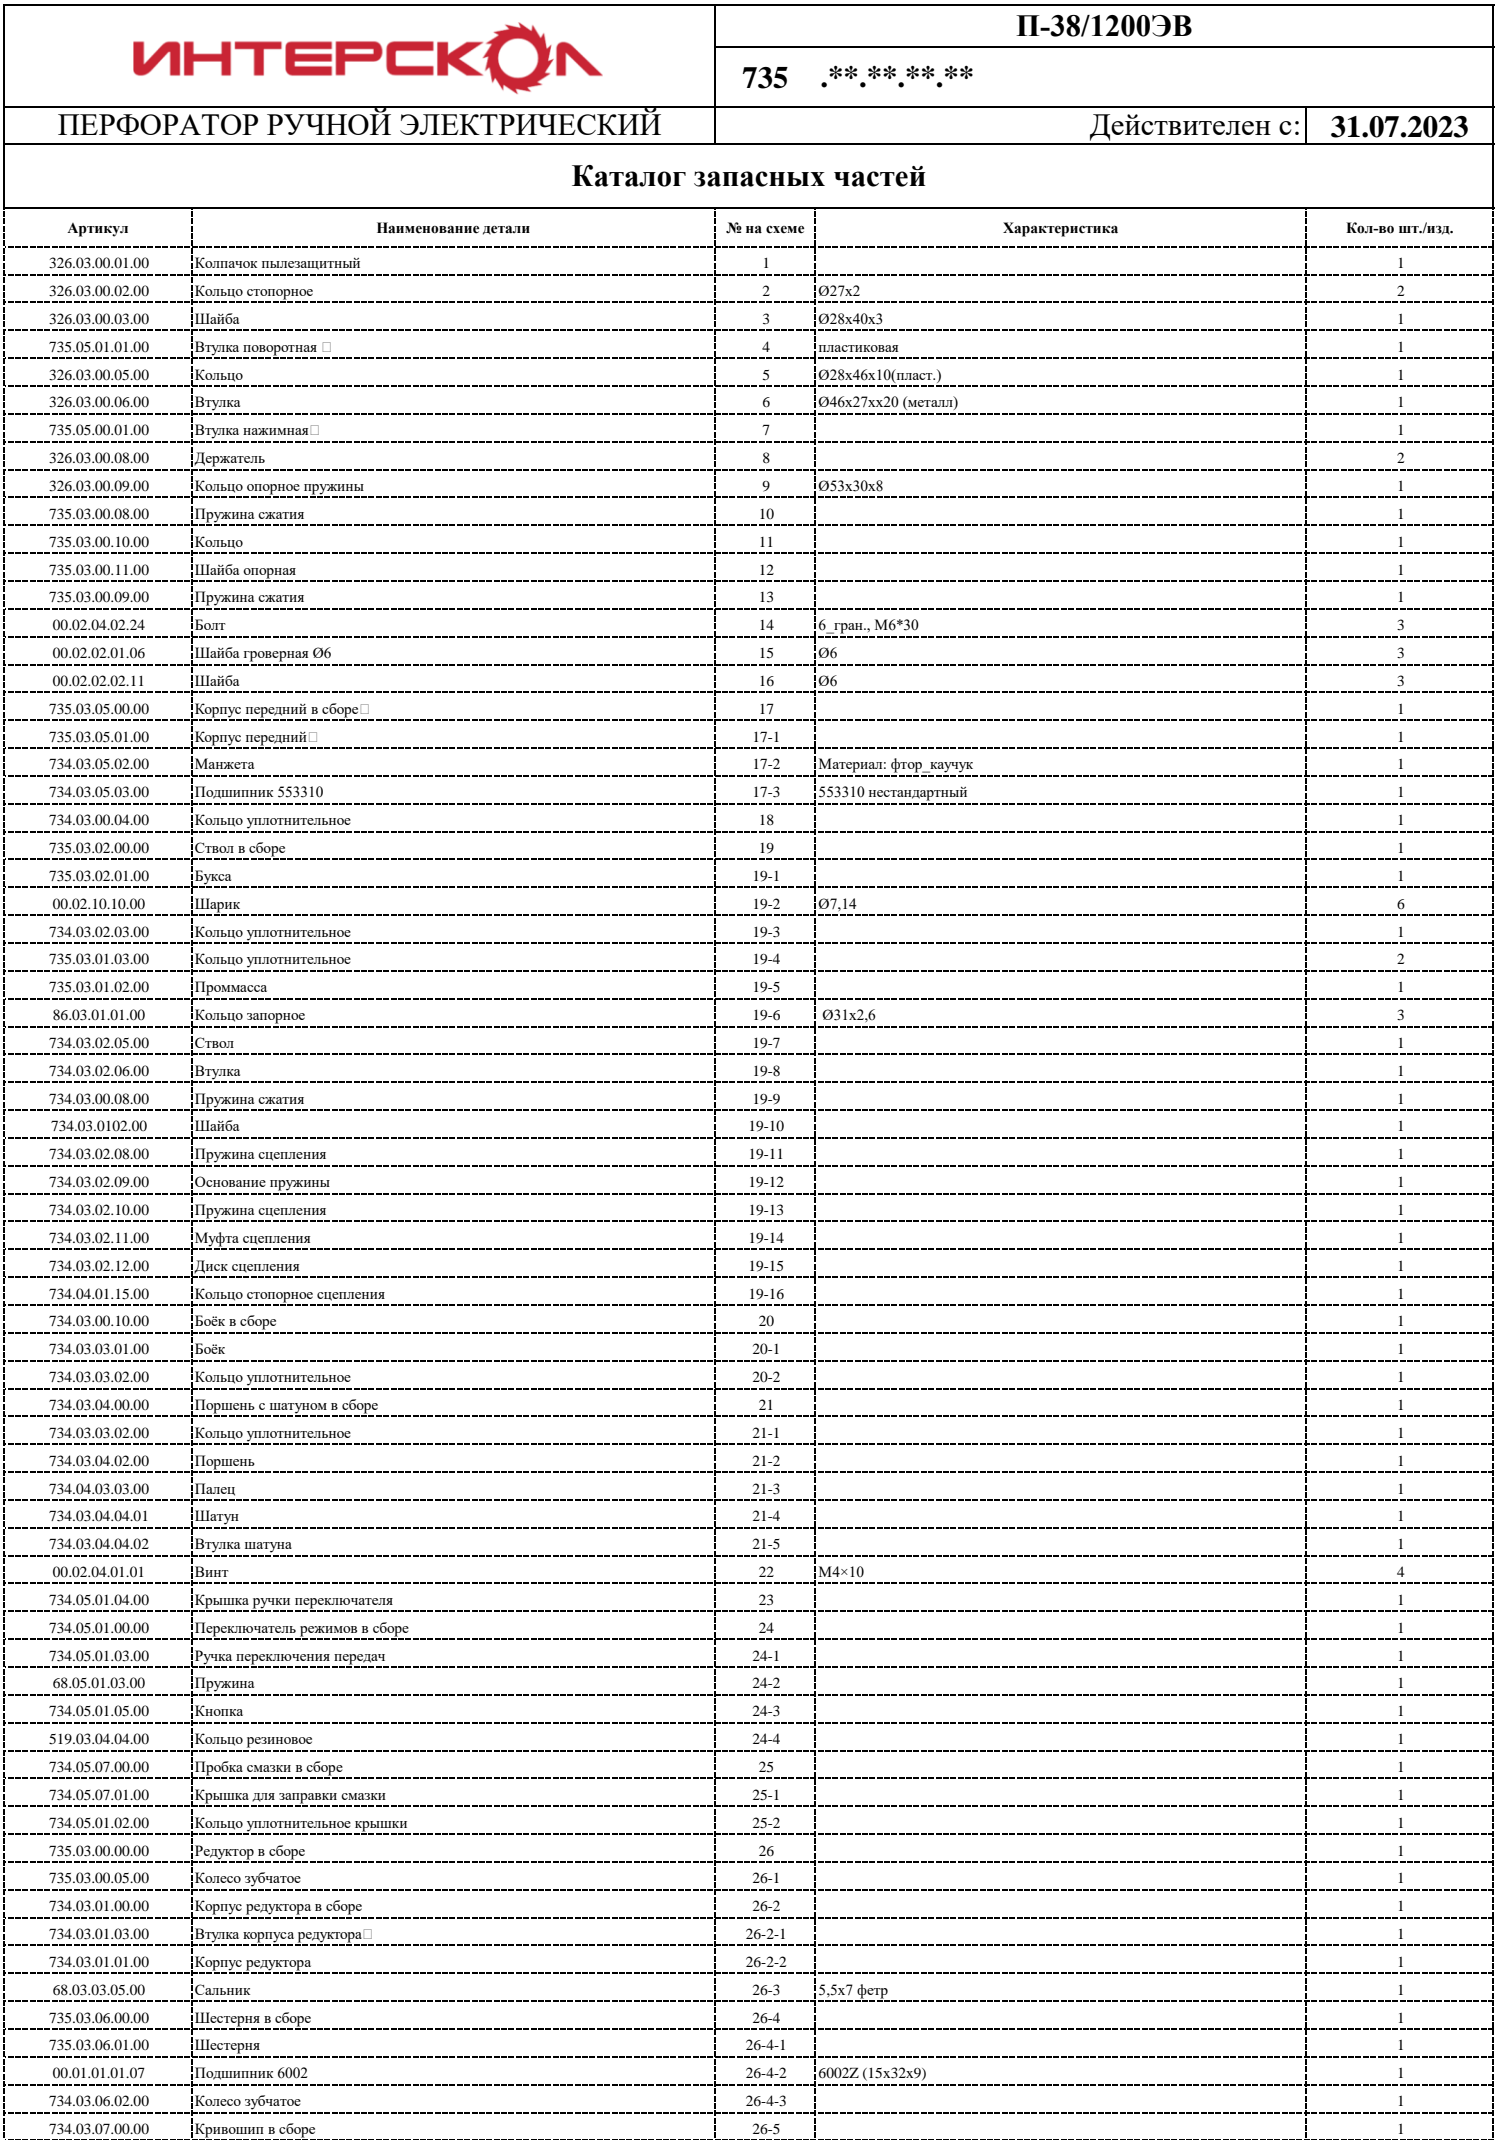 ИНТЕРСКОЛ
П-38/1200ЭВ
735 .**.**.**.**
ПЕРФОРАТОР РУЧНОЙ ЭЛЕКТРИЧЕСКИЙ Действителен с: 31.07.2023
Каталог запасных частей
Артикул Наименование детали № на схеме Характеристика Кол-во шт./изд.
326.03.00.01.00 Колпачок пылезащитный 1 1
326.03.00.02.00 Кольцо стопорное 2 Ø27x2 2
326.03.00.03.00 Шайба 3 Ø28x40x3 1
735.05.01.01.00 Втулка поворотная □ 4 пластиковая 1
326.03.00.05.00 Кольцо 5 Ø28x46x10(пласт.) 1
326.03.00.06.00 Втулка 6 Ø46x27xx20 (металл) 1
735.05.00.01.00 Втулка нажимная□ 7 1
326.03.00.08.00 Держатель 8 2
326.03.00.09.00 Кольцо опорное пружины 9 Ø53x30x8 1
735.03.00.08.00 Пружина сжатия 10 1
735.03.00.10.00 Кольцо 11 1
735.03.00.11.00 Шайба опорная 12 1
735.03.00.09.00 Пружина сжатия 13 1
00.02.04.02.24 Болт 14 6_гран., М6*30 3
00.02.02.01.06 Шайба гроверная Ø6 15 Ø6 3
00.02.02.02.11 Шайба 16 Ø6 3
735.03.05.00.00 Корпус передний в сборе□ 17 1
735.03.05.01.00 Корпус передний□ 17-1 1
734.03.05.02.00 Манжета 17-2 Материал: фтор_каучук 1
734.03.05.03.00 Подшипник 553310 17-3 553310 нестандартный 1
734.03.00.04.00 Кольцо уплотнительное 18 1
735.03.02.00.00 Ствол в сборе 19 1
735.03.02.01.00 Букса 19-1 1
00.02.10.10.00 Шарик 19-2 Ø7,14 6
734.03.02.03.00 Кольцо уплотнительное 19-3 1
735.03.01.03.00 Кольцо уплотнительное 19-4 2
735.03.01.02.00 Проммасса 19-5 1
86.03.01.01.00 Кольцо запорное 19-6 Ø31x2,6 3
734.03.02.05.00 Ствол 19-7 1
734.03.02.06.00 Втулка 19-8 1
734.03.00.08.00 Пружина сжатия 19-9 1
734.03.0102.00 Шайба 19-10 1
734.03.02.08.00 Пружина сцепления 19-11 1
734.03.02.09.00 Основание пружины 19-12 1
734.03.02.10.00 Пружина сцепления 19-13 1
734.03.02.11.00 Муфта сцепления 19-14 1
734.03.02.12.00 Диск сцепления 19-15 1
734.04.01.15.00 Кольцо стопорное сцепления 19-16 1
734.03.00.10.00 Боёк в сборе 20 1
734.03.03.01.00 Боёк 20-1 1
734.03.03.02.00 Кольцо уплотнительное 20-2 1
734.03.04.00.00 Поршень с шатуном в сборе 21 1
734.03.03.02.00 Кольцо уплотнительное 21-1 1
734.03.04.02.00 Поршень 21-2 1
734.04.03.03.00 Палец 21-3 1
734.03.04.04.01 Шатун 21-4 1
734.03.04.04.02 Втулка шатуна 21-5 1
00.02.04.01.01 Винт 22 М4×10 4
734.05.01.04.00 Крышка ручки переключателя 23 1
734.05.01.00.00 Переключатель режимов в сборе 24 1
734.05.01.03.00 Ручка переключения передач 24-1 1
68.05.01.03.00 Пружина 24-2 1
734.05.01.05.00 Кнопка 24-3 1
519.03.04.04.00 Кольцо резиновое 24-4 1
734.05.07.00.00 Пробка смазки в сборе 25 1
734.05.07.01.00 Крышка для заправки смазки 25-1 1
734.05.01.02.00 Кольцо уплотнительное крышки 25-2 1
735.03.00.00.00 Редуктор в сборе 26 1
735.03.00.05.00 Колесо зубчатое 26-1 1
734.03.01.00.00 Корпус редуктора в сборе 26-2 1
734.03.01.03.00 Втулка корпуса редуктора□ 26-2-1 1
734.03.01.01.00 Корпус редуктора 26-2-2 1
68.03.03.05.00 Сальник 26-3 5,5x7 фетр 1
735.03.06.00.00 Шестерня в сборе 26-4 1
735.03.06.01.00 Шестерня 26-4-1 1
00.01.01.01.07 Подшипник 6002 26-4-2 6002Z (15x32x9) 1
734.03.06.02.00 Колесо зубчатое 26-4-3 1
734.03.07.00.00 Кривошип в сборе 26-5 1